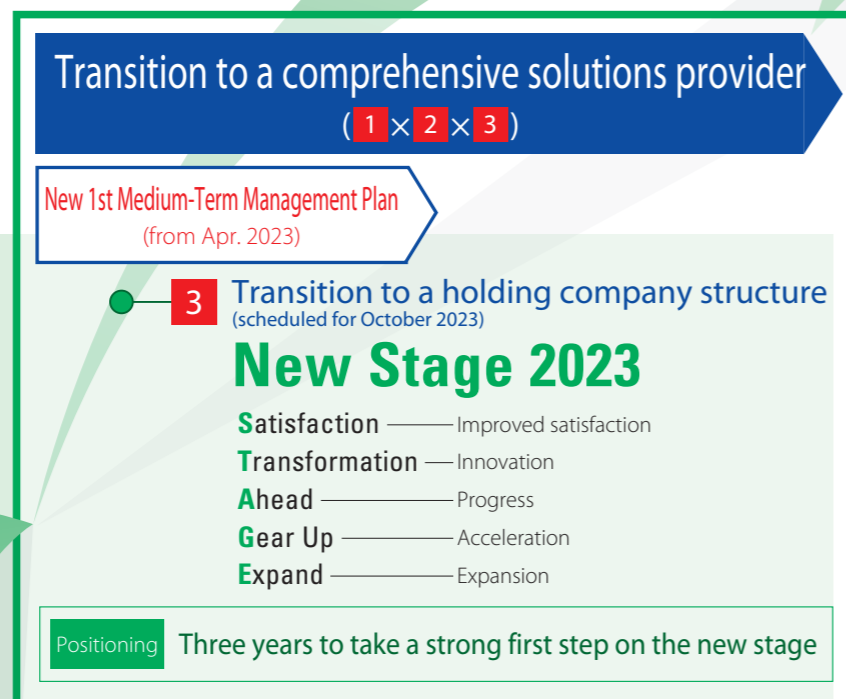 Transition to a comprehensive solutions provider
(1×2×3)
New 1st Medium-Term Management Plan
(from Apr. 2023)
3 Transition to a holding company structure
(scheduled for October 2023)
New Stage 2023
Satisfaction Improved satisfaction
Transformation Innovation
Ahead Progress
Gear Up Acceleration
Expand Expansion
Positioning Three years to take a strong first step on the new stage